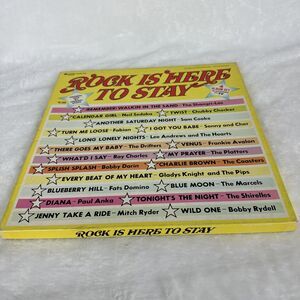 ROCK IS HERE
TO STAY
REMEMBER WALKIN IN THE SAND - The Shangri-Las
CALENDAR GIRL - Neil Sedaka TWIST - Chubby Checker
ANOTHER SATURDAY NIGHT - Sam Cooke
TURN ME LOOSE - Fabian I GOT YOU BABE - Sonny and Cher
LONG LONELY NIGHTS - Lee Andrews and The Hearts
THERE GOES MY BABY - The Drifters VENUS - Frankie Avalon
WHAT'D I SAY - Ray Charles MY PRAYER - The Platters
SPLISH SPLASH - Bobby Darin CHARLIE BROWN - The Coasters
EVERY BEAT OF MY HEART - Gladys Knight and The Pips
BLUEBERRY HILL - Fats Domino BLUE MOON - The Marcels
DIANA - Paul Anka TONIGHT'S THE NIGHT - The Shirelles
JENNY TAKE A RIDE - Mitch Ryder WILD ONE - Bobby Rydell
ROCK IS HERE TO STAY